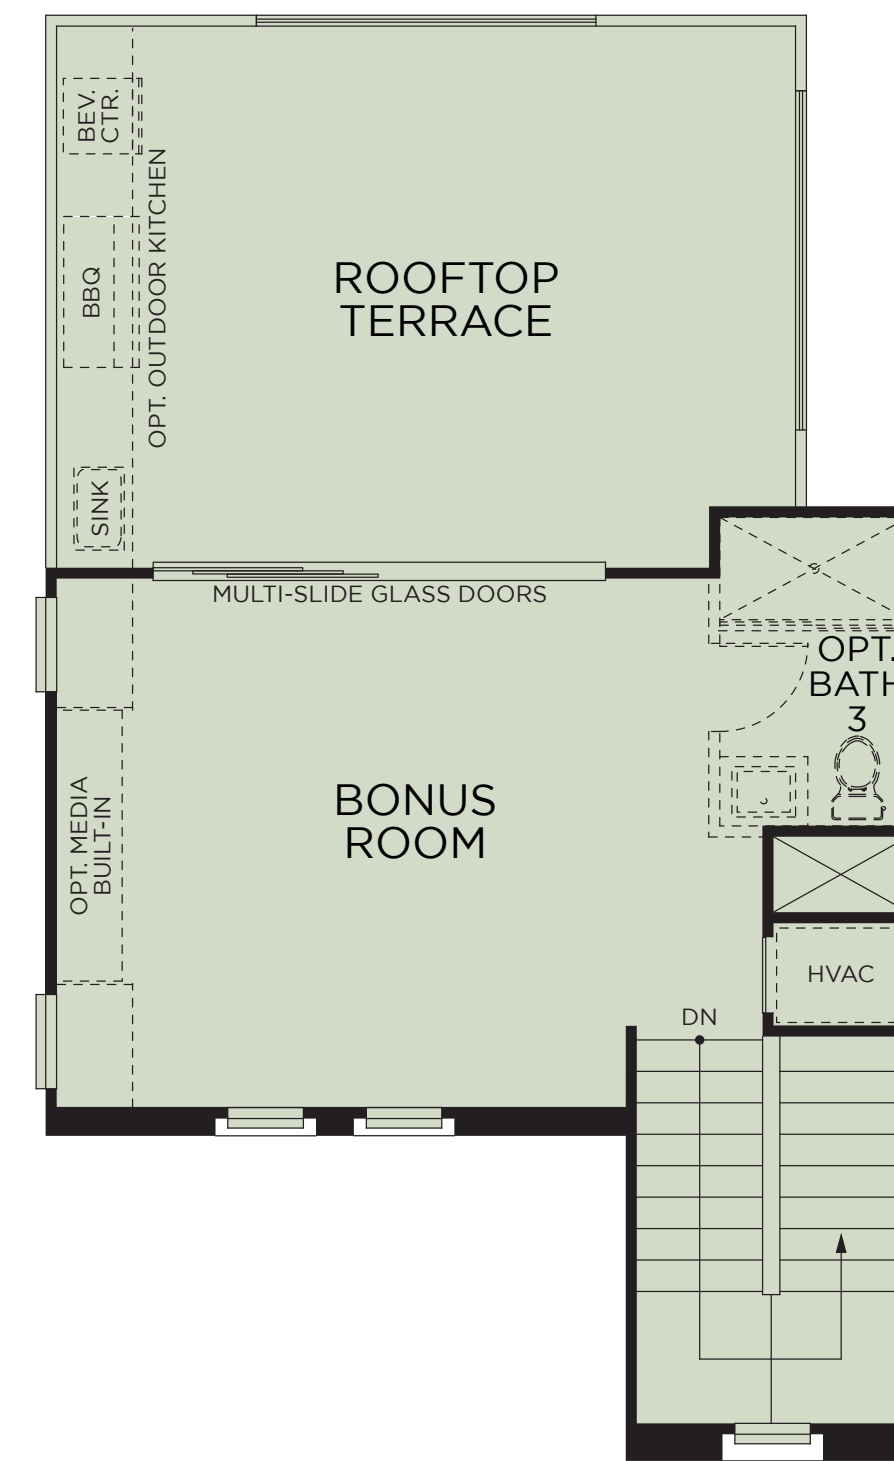 BEV.
CTR.
OPT. OUTDOOR KITCHEN
BBQ
ROOFTOP
TERRACE
SINK
MULTI-SLIDE GLASS DOORS
OPT.
BATH
3
OPT. MEDIA
BUILT-IN
BONUS
ROOM
HVAC
DN